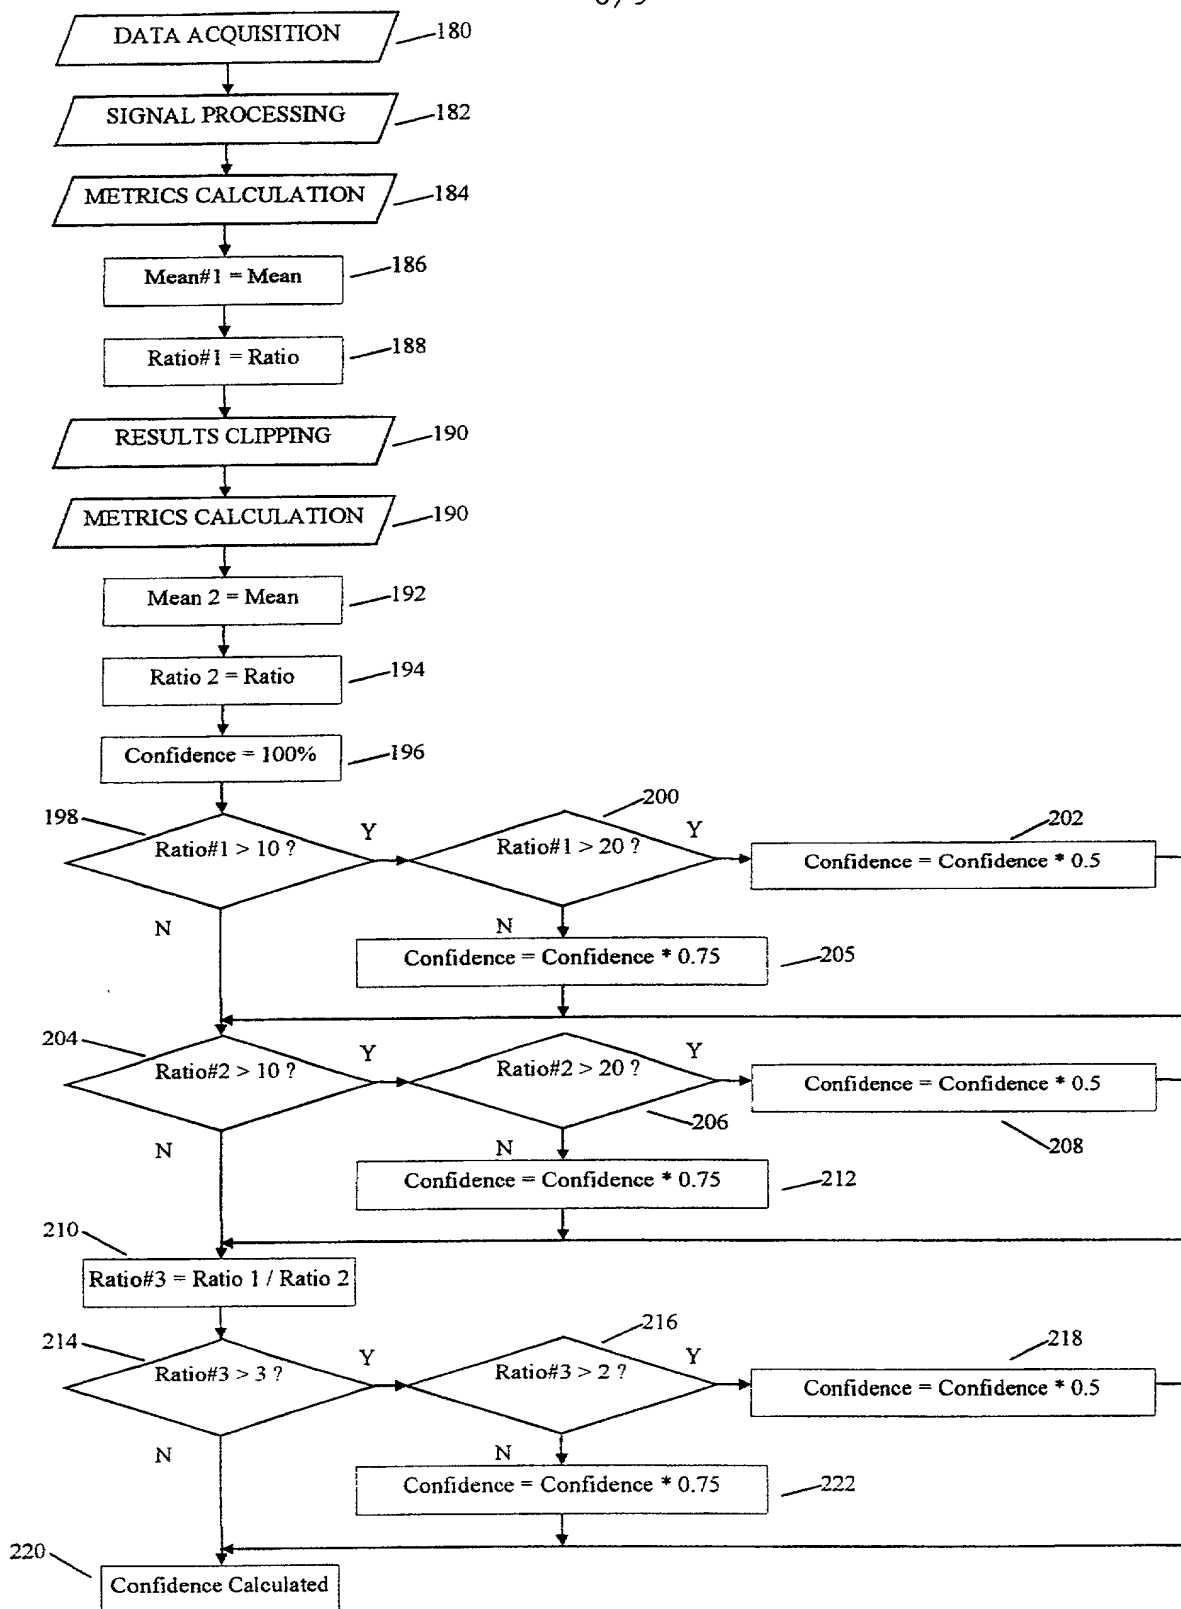 DATA ACQUISITION
180
SIGNAL PROCESSING
182
METRICS CALCULATION
184
Mean#1 = Mean
186
Ratio#1 = Ratio
188
RESULTS CLIPPING
190
METRICS CALCULATION
190
Mean 2 = Mean
192
Ratio 2 = Ratio
194
Confidence = 100%
196
198
Ratio#1 > 10 ?
Y
N
200
Ratio#1 > 20 ?
Y
N
202
Confidence = Confidence * 0.5
Confidence = Confidence * 0.75
205
204
Ratio#2 > 10 ?
Y
N
Ratio#2 > 20 ?
206
Y
N
Confidence = Confidence * 0.5
208
Confidence = Confidence * 0.75
212
210
Ratio#3 = Ratio 1 / Ratio 2
214
Ratio#3 > 3 ?
Y
N
216
Ratio#3 > 2 ?
Y
N
218
Confidence = Confidence * 0.5
Confidence = Confidence * 0.75
222
220
Confidence Calculated